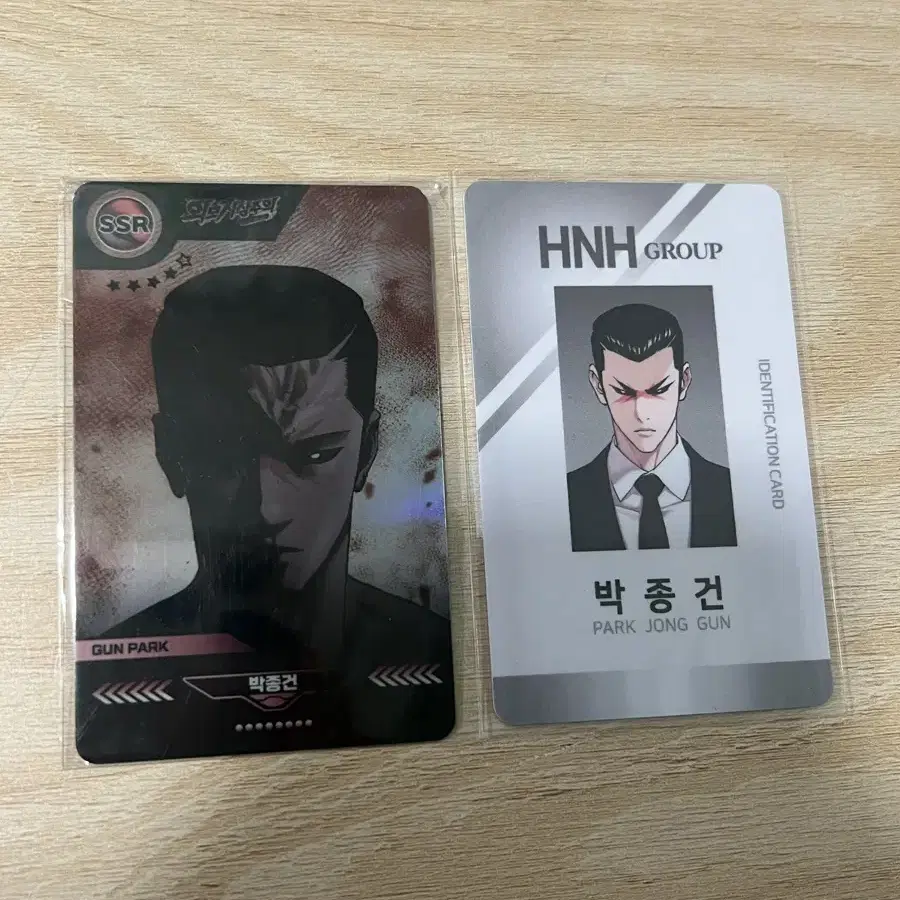 SSR
외모지상주의
GUN PARK
박종건
HNH GROUP
IDENTIFICATION CARD
박종건
PARK JONG GUN